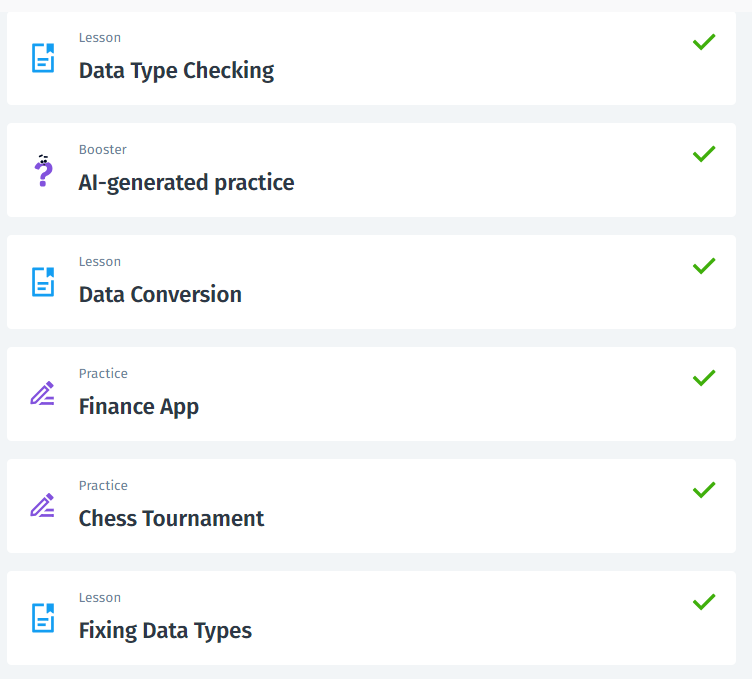 Lesson
Data Type Checking
Booster
AI-generated practice
Lesson
Data Conversion
Practice
Finance App
Practice
Chess Tournament
Lesson
Fixing Data Types